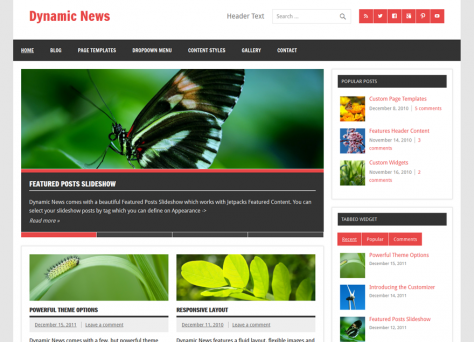 Dynamic News
Header Text
Search ...
HOME BLOG PAGE TEMPLATES DROPDOWN MENU CONTENT STYLES GALLERY CONTACT
FEATURED POSTS SLIDESHOW
Dynamic News comes with a beautiful Featured Posts Slideshow which works with Jetpacks Featured Content. You can
select your slideshow posts by tag which you can define on Appearance ->
Read more »
POWERFUL THEME OPTIONS
December 15, 2011 | Leave a comment
Dynamic News comes with a few, but powerful theme
RESPONSIVE LAYOUT
December 11, 2010 | Leave a comment
Dynamic News features a fluid layout, flexible images and
POPULAR POSTS
Custom Page Templates
December 8, 2010 | 5 comments
Features Header Content
November 14, 2010 | 3
comments
Custom Widgets
November 16, 2010 | 2
comments
TABBED WIDGET
Recent Popular Comments
Powerful Theme Options
December 15, 2011
Introducing the Customizer
December 14, 2011
Featured Posts Slideshow
December 12, 2011